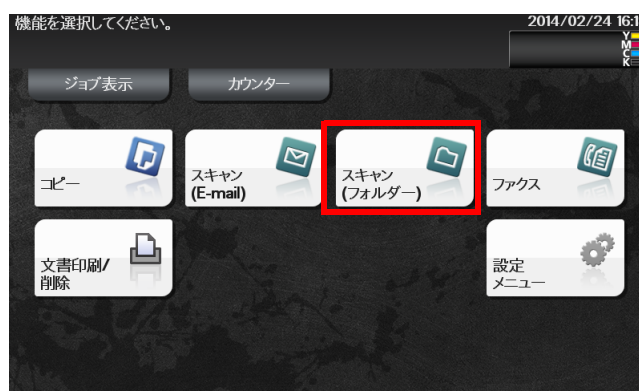 機能を選択してください。
2014/02/24 16:1
Y
M
C
K
ジョブ表示
カウンター
コピー
スキャン
(E-mail)
スキャン
(フォルダー)
ファクス
文書印刷/
削除
設定
メニュー